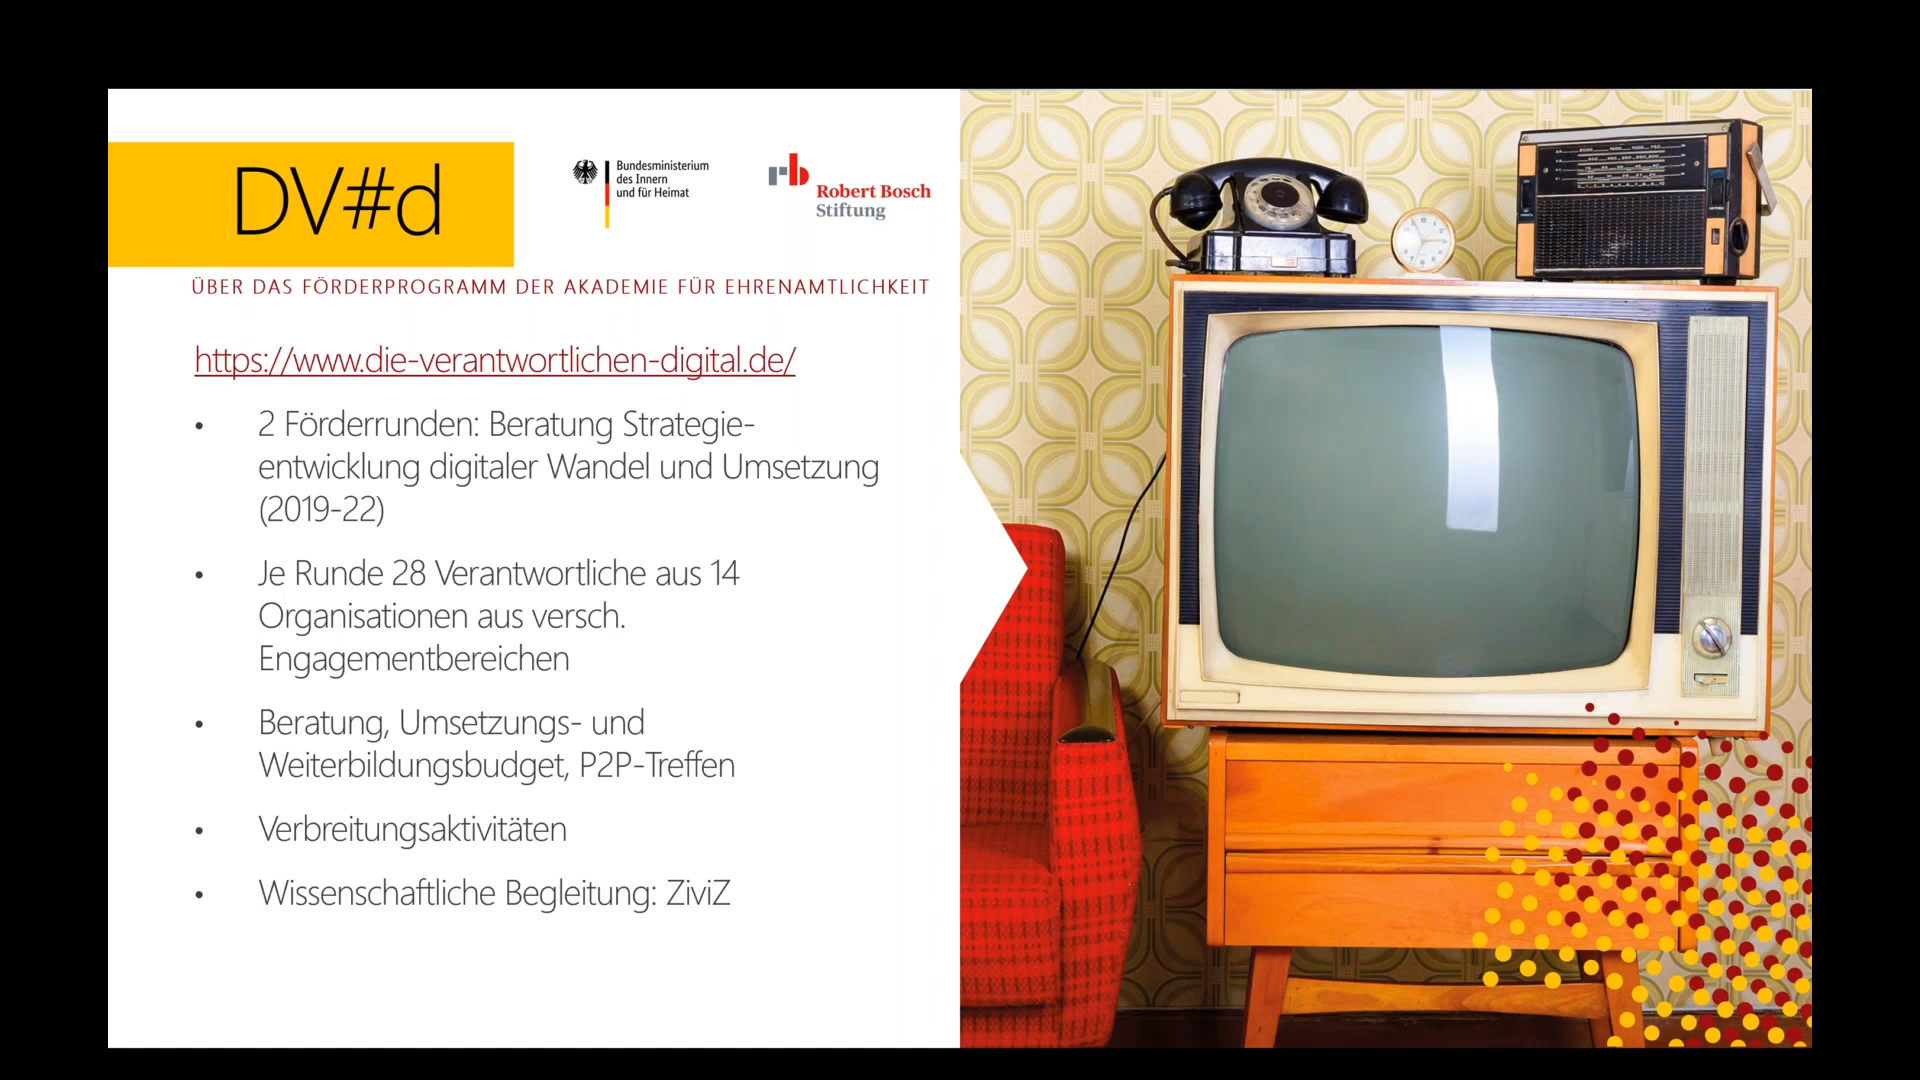 DV#d
Bundesministerium
des Innern
und für Heimat
rb
Robert Bosch
Stiftung
ÜBER DAS FÖRDERPROGRAMM DER AKADEMIE FÜR EHRENAMTLICHKEIT
https://www.die-verantwortlichen-digital.de/
• 2 Förderrunden: Beratung Strategie-
entwicklung digitaler Wandel und Umsetzung
(2019-22)
• Je Runde 28 Verantwortliche aus 14
Organisationen aus versch.
Engagementbereichen
• Beratung, Umsetzungs- und
Weiterbildungsbudget, P2P-Treffen
• Verbreitungsaktivitäten
• Wissenschaftliche Begleitung: ZiviZ